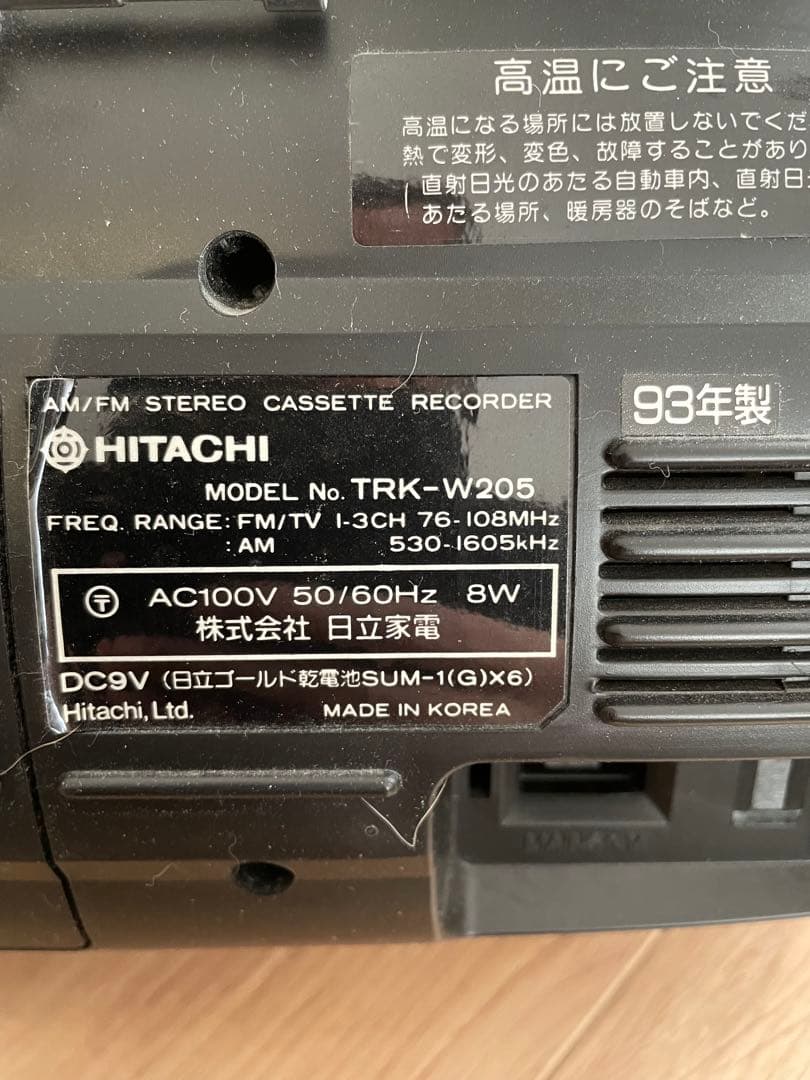 高温にご注意
高温になる場所には放置しないでくだ
熱で変形、変色、故障することがあり
直射日光のあたる自動車内、直射日
あたる場所、暖房器のそばなど。
AM/FM STEREO CASSETTE RECORDER
HITACHI
93年製
MODEL No. TRK-W205
FREQ. RANGE: FM/TV 1-3CH 76-108MHz
: AM 530-1605kHz
〒 AC100V 50/60Hz 8W
株式会社 日立家電
DC9V (日立ゴールド乾電池SUM-1(G)×6)
Hitachi, Ltd. MADE IN KOREA